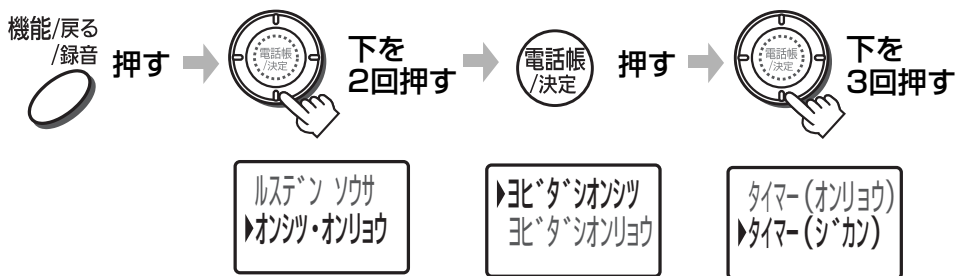 機能/戻る
/録音
押す
電話帳
/決定
下を
2回押す
電話帳
/決定
押す
電話帳
/決定
下を
3回押す
ルスデン ソウサ
▶オンシツ・オンリョウ
▶ヨビダシオンシツ
ヨビダシオンリョウ
タイマー(オンリョウ)
▶タイマー(ジカン)